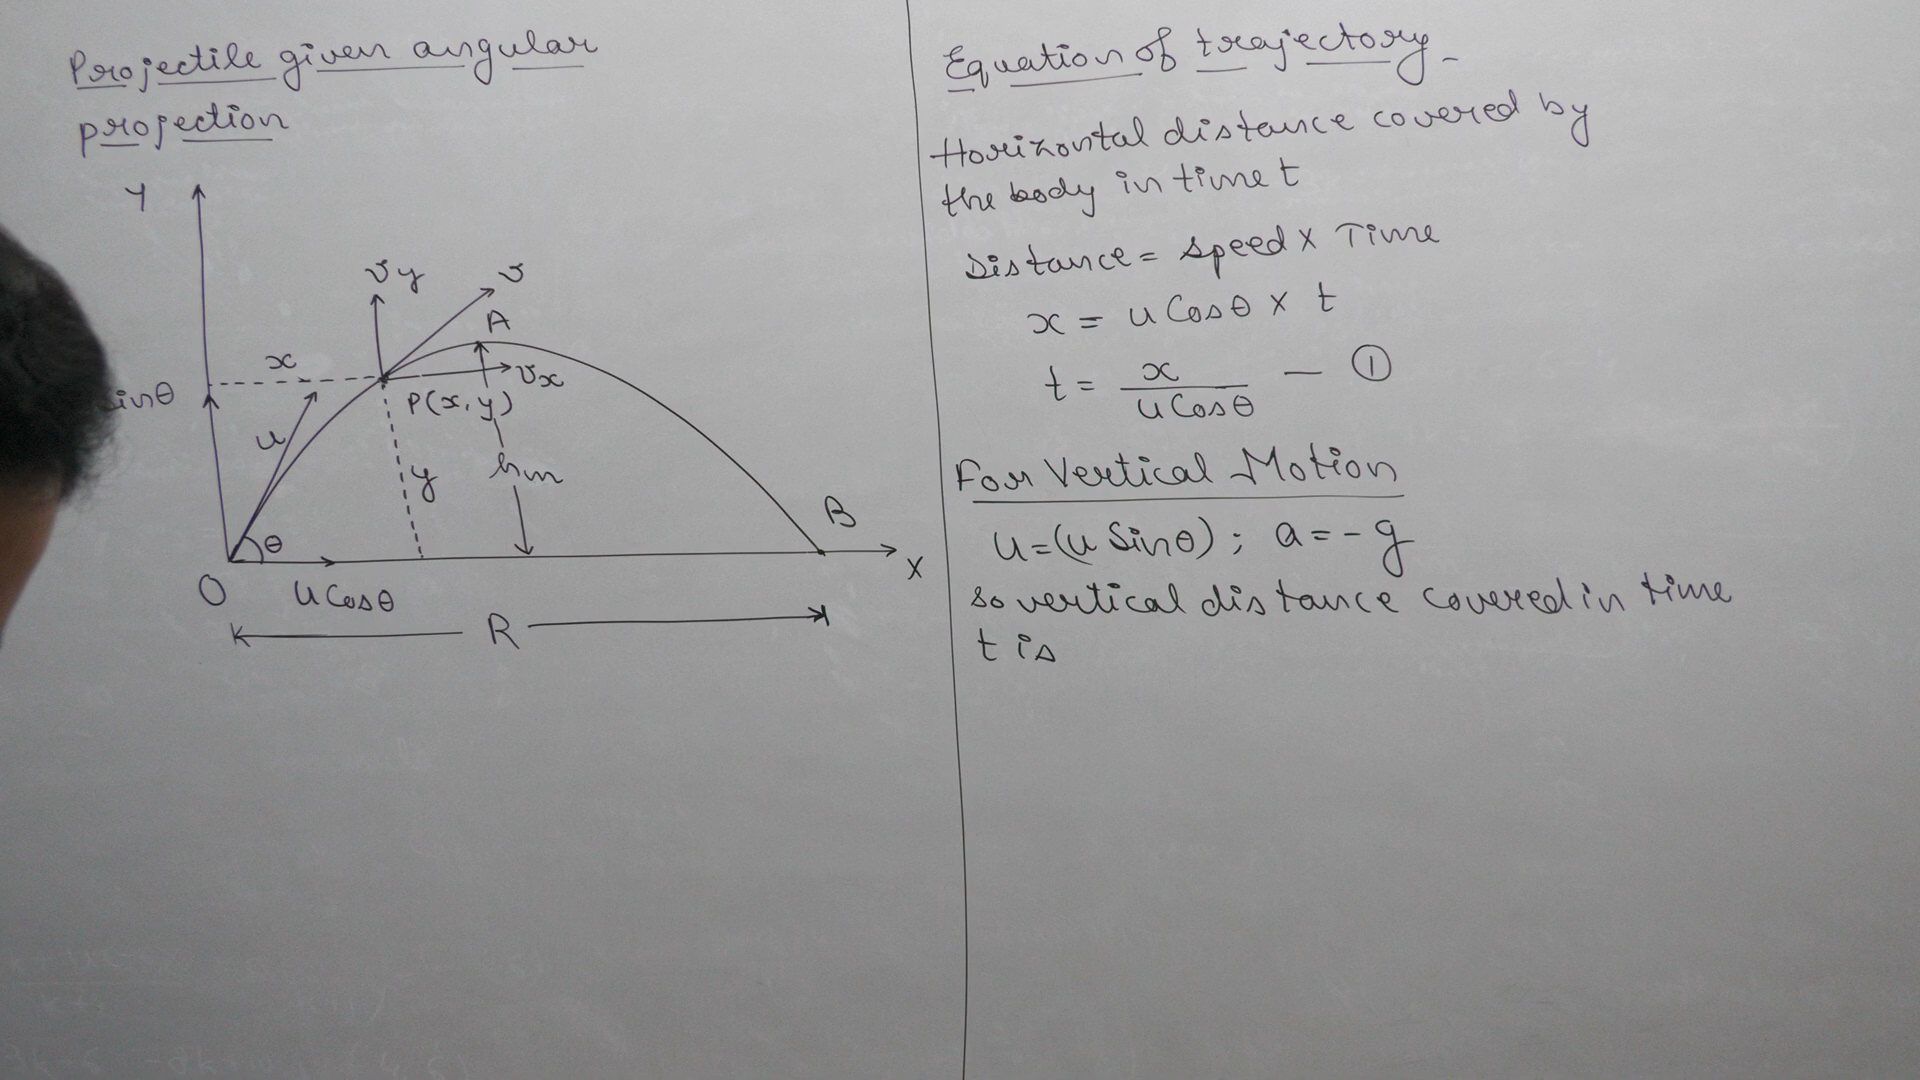 Projectile given angular
projection
Y
vy
v
A
x
vx
inθ
P(x,y)
u
y
hm
B
θ
X
O
u Cosθ
R
Equation of trajectory -
Horizontal distance covered by
the body in time t
Distance = speed × Time
x = u Cosθ × t
t = x / u Cosθ — ①
For Vertical Motion
u=(u Sinθ); a=-g
so vertical distance covered in time
t is